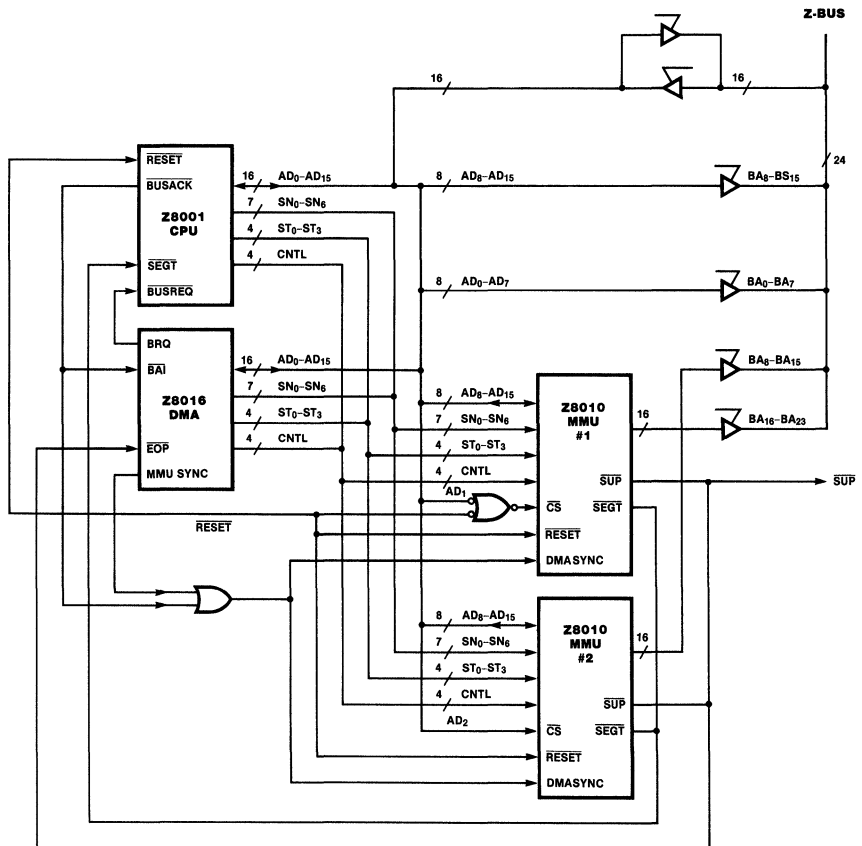 Z-BUS
16
16
24
RESET
BUSACK
Z8001
CPU
SEGT
BUSREQ
16 AD0–AD15
7 SN0–SN6
4 ST0–ST3
4 CNTL
8 AD8–AD15
BA8–BS15
8 AD0–AD7
BA0–BA7
BRQ
BAI
Z8016
DMA
EOP
MMU SYNC
16 AD0–AD15
7 SN0–SN6
4 ST0–ST3
4 CNTL
BA8–BA15
8 AD8–AD15
7 SN0–SN6
4 ST0–ST3
4 CNTL
AD1
Z8010
MMU
#1
CS
RESET
DMASYNC
SUP
SEGT
16
BA16–BA23
SUP
RESET
8 AD8–AD15
7 SN0–SN6
4 ST0–ST3
4 CNTL
AD2
Z8010
MMU
#2
CS
RESET
DMASYNC
SUP
SEGT
16